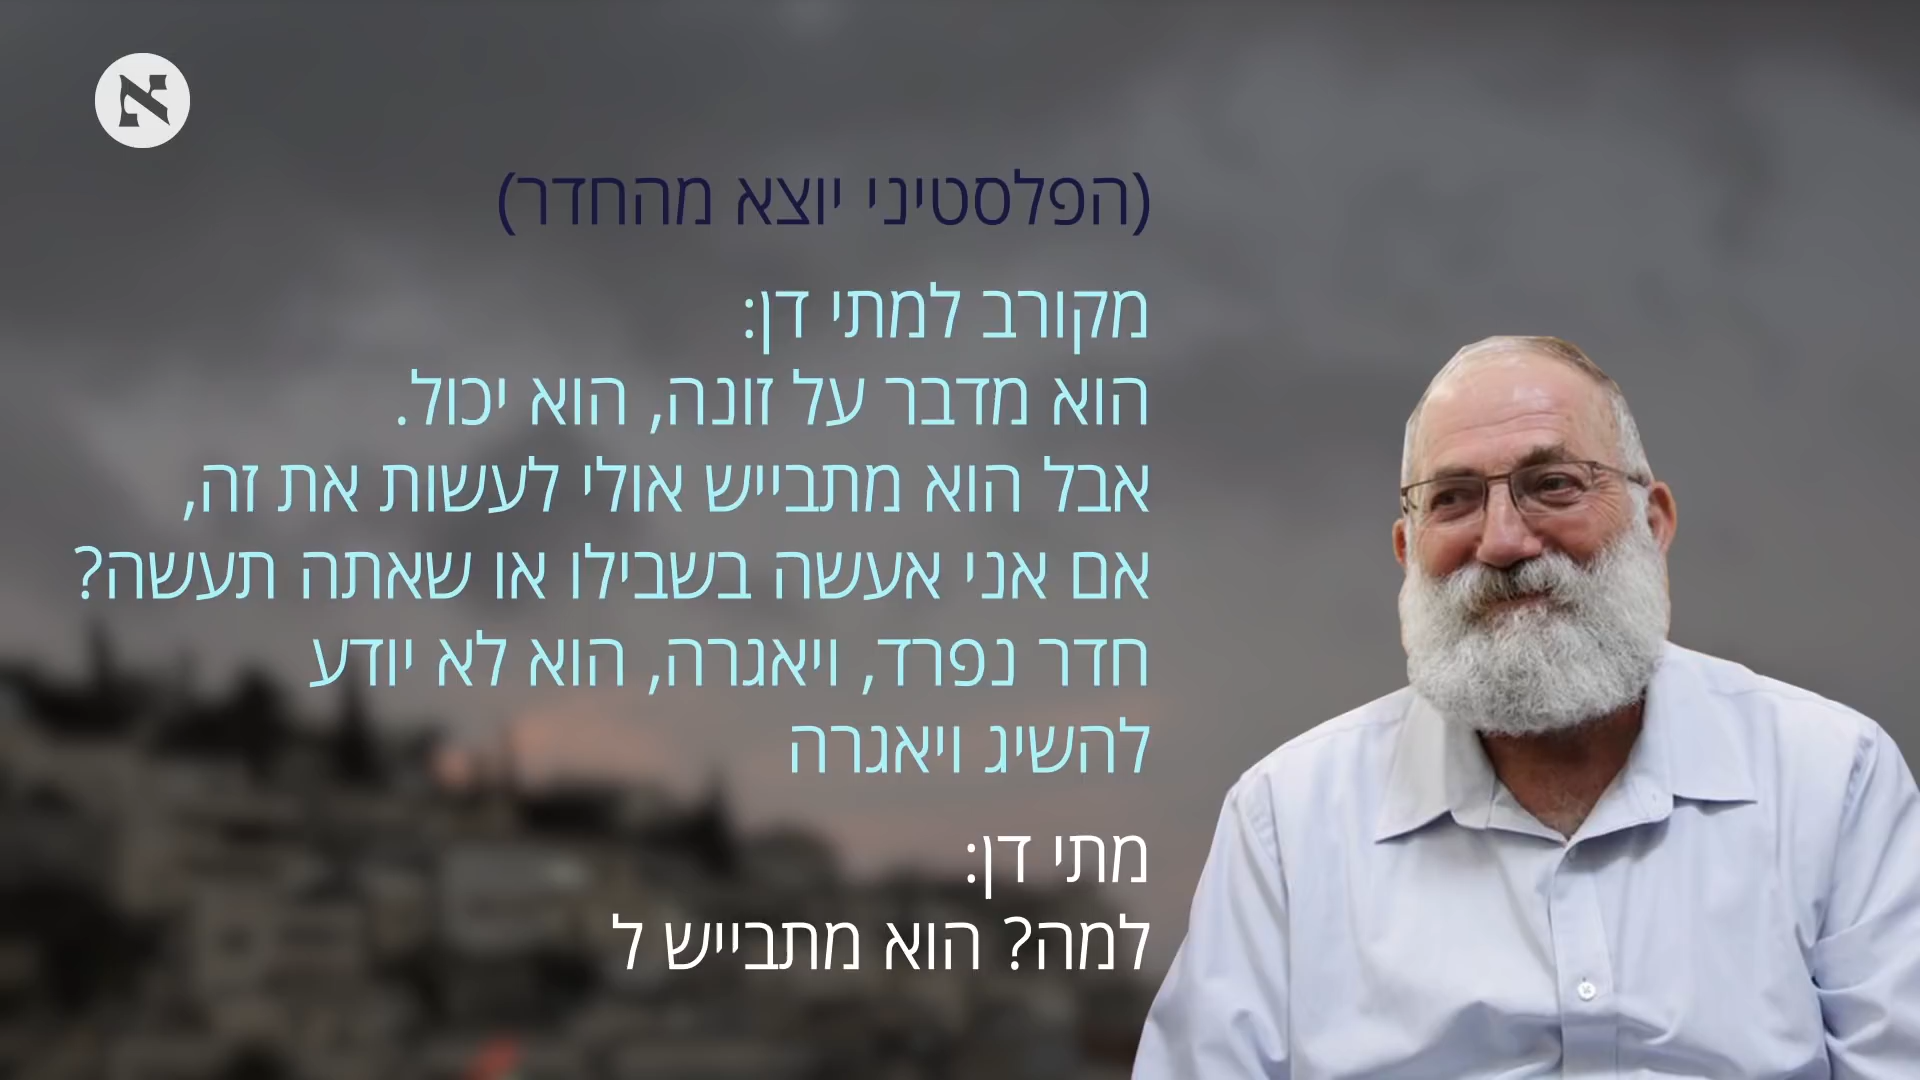 א
(הפלסטיני יוצא מהחדר)
מקורב למתי דן:
הוא מדבר על זונה, הוא יכול.
אבל הוא מתבייש אולי לעשות את זה,
אם אני אעשה בשבילו או שאתה תעשה?
חדר נפרד, ויאגרה, הוא לא יודע
להשיג ויאגרה
מתי דן:
למה? הוא מתבייש ל